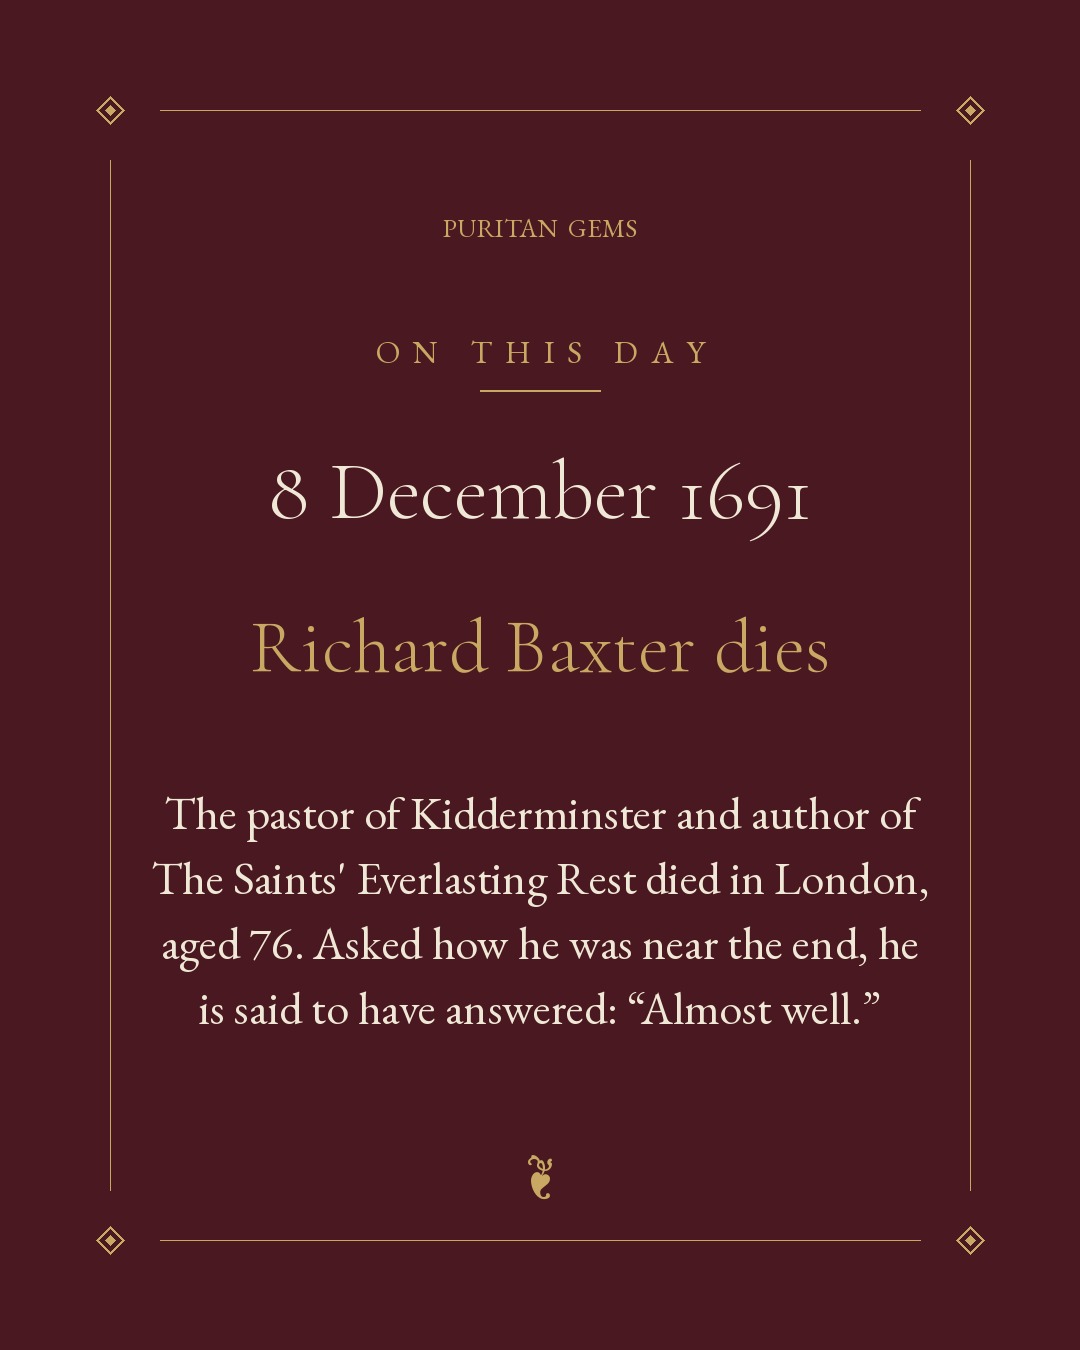 PURITAN GEMS
ON THIS DAY
8 December 1691
Richard Baxter dies
The pastor of Kidderminster and author of
The Saints' Everlasting Rest died in London,
aged 76. Asked how he was near the end, he
is said to have answered: “Almost well.”